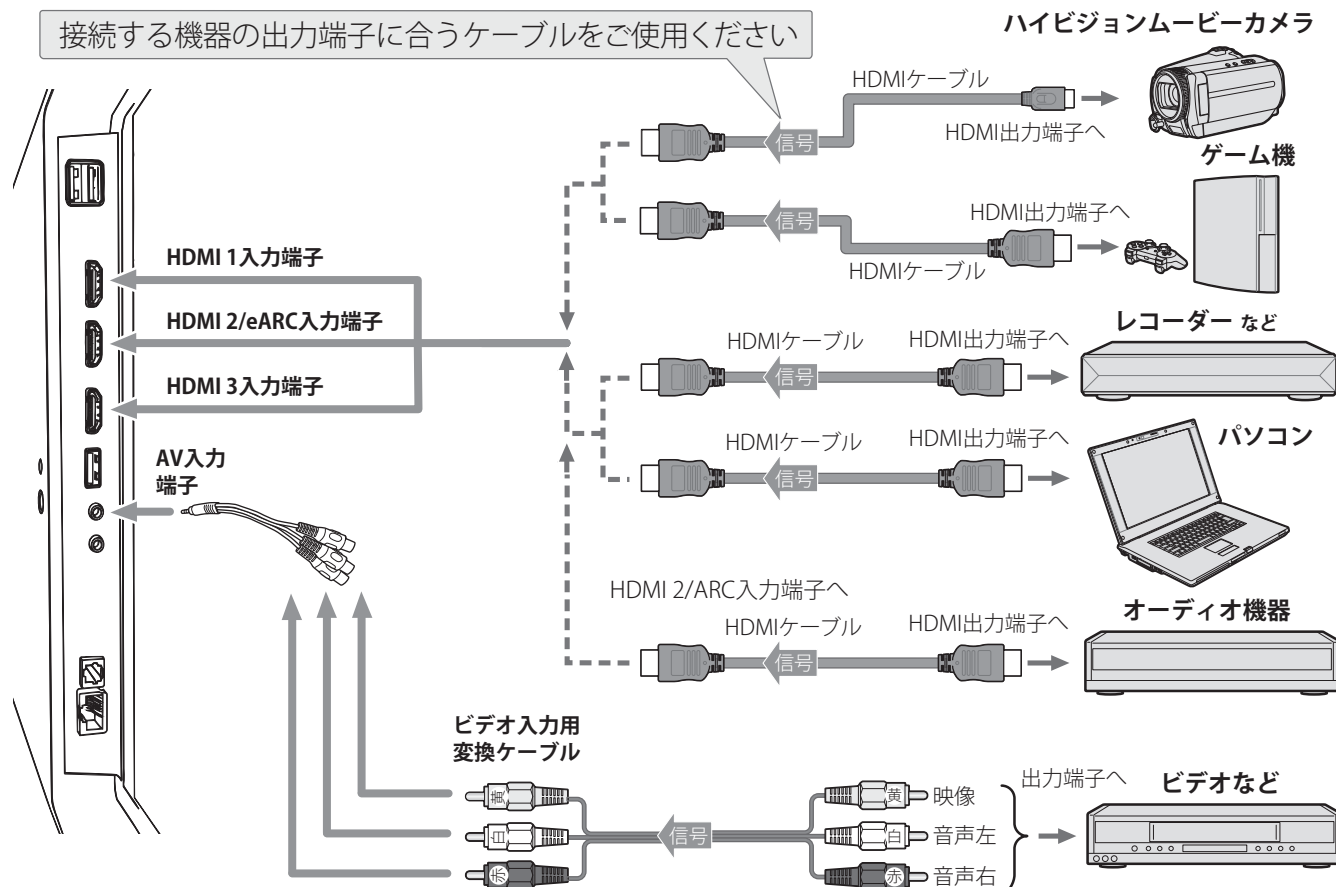 接続する機器の出力端子に合うケーブルをご使用ください
ハイビジョンムービーカメラ
HDMIケーブル
信号
HDMI出力端子へ
ゲーム機
HDMI出力端子へ
信号
HDMIケーブル
HDMI 1入力端子
HDMI 2/eARC入力端子
HDMI 3入力端子
レコーダー など
HDMIケーブル
HDMI出力端子へ
信号
パソコン
HDMIケーブル
HDMI出力端子へ
信号
AV入力
端子
オーディオ機器
HDMI 2/ARC入力端子へ
HDMIケーブル
HDMI出力端子へ
信号
ビデオ入力用
変換ケーブル
出力端子へ
ビデオなど
黄
黄
映像
白
信号
白
音声左
赤
赤
音声右